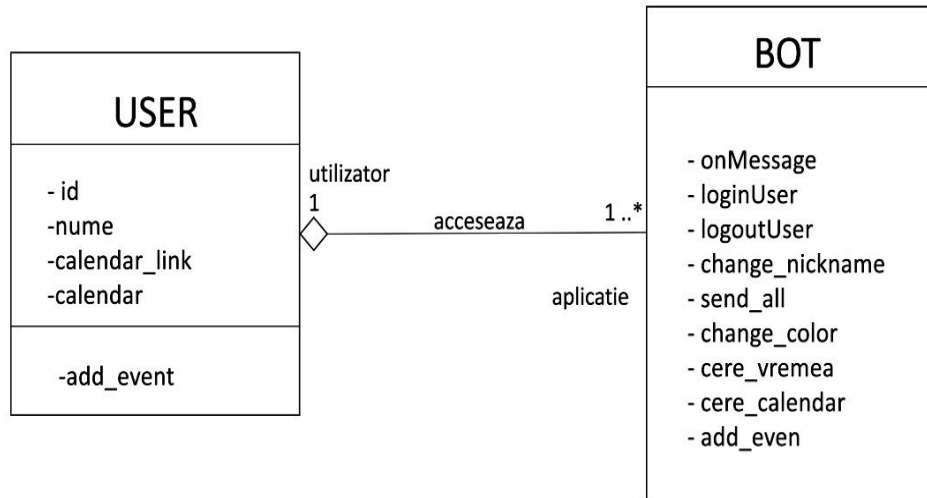 USER
- id
-nume
-calendar_link
-calendar
-add_event
utilizator
1
acceseaza
1 ..*
aplicatie
BOT
- onMessage
- loginUser
- logoutUser
- change_nickname
- send_all
- change_color
- cere_vremea
- cere_calendar
- add_even